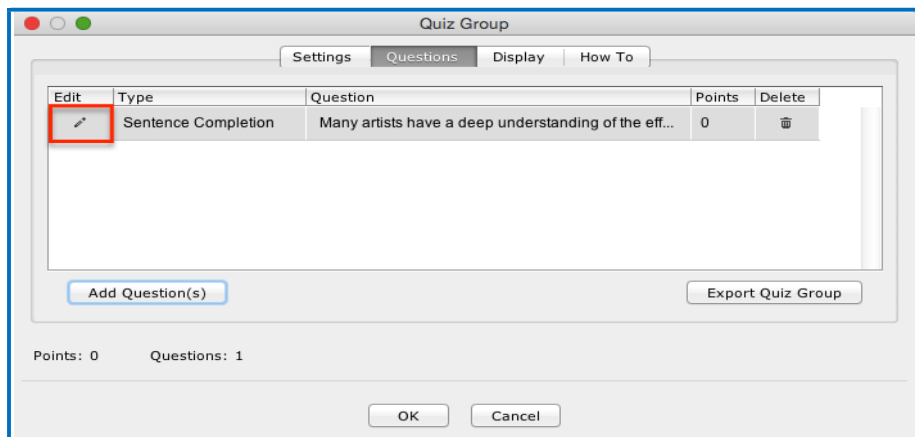 Quiz Group
Settings Questions Display How To
Edit Type Question Points Delete
Sentence Completion Many artists have a deep understanding of the eff... 0
Add Question(s) Export Quiz Group
Points: 0 Questions: 1
OK Cancel